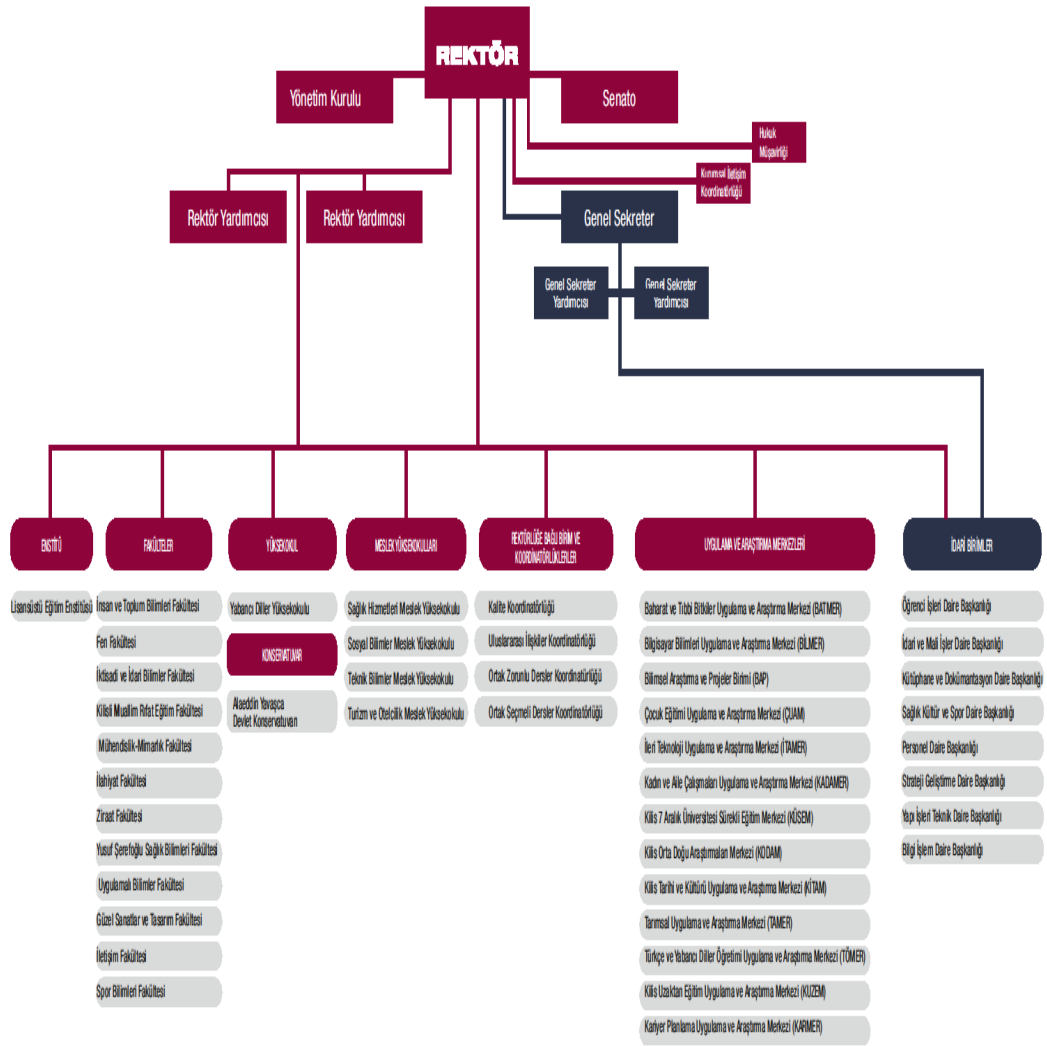 REKTÖR
Yönetim Kurulu
Senato
Hukuk
Müşavirliği
Kurumsal İletişim
Koordinatörlüğü
Rektör Yardımcısı
Rektör Yardımcısı
Genel Sekreter
Genel Sekreter
Yardımcısı
Genel Sekreter
Yardımcısı
ENSTİTÜ
Lisansüstü Eğitim Enstitüsü
FAKÜLTELER
İnsan ve Toplum Bilimleri Fakültesi
Fen Fakültesi
İktisadi ve İdari Bilimler Fakültesi
Kilisli Muallim Rıfat Eğitim Fakültesi
Mühendislik-Mimarlık Fakültesi
İlahiyat Fakültesi
Ziraat Fakültesi
Yusuf Şerefoğlu Sağlık Bilimleri Fakültesi
Uygulamalı Bilimler Fakültesi
Güzel Sanatlar ve Tasarım Fakültesi
İletişim Fakültesi
Spor Bilimleri Fakültesi
YÜKSEKOKUL
Yabancı Diller Yüksekokulu
KONSERVATUVAR
Alaeddin Yavaşca
Devlet Konservatuvarı
MESLEK YÜKSEKOKULLARI
Sağlık Hizmetleri Meslek Yüksekokulu
Sosyal Bilimler Meslek Yüksekokulu
Teknik Bilimler Meslek Yüksekokulu
Turizm ve Otelcilik Meslek Yüksekokulu
REKTÖRLÜĞE BAĞLI BİRİM VE
KOORDİNATÖRLÜKLERLER
Kalite Koordinatörlüğü
Uluslararası İlişkiler Koordinatörlüğü
Ortak Zorunlu Dersler Koordinatürlüğü
Ortak Seçmeli Dersler Koordinatörlüğü
UYGULAMA VE ARAŞTIRMA MERKEZLERİ
Baharat ve Tıbbi Bitkiler Uygulama ve Araştırma Merkezi (BATMER)
Bilgisayar Bilimleri Uygulama ve Araştırma Merkezi (BİLMER)
Bilimsel Araştırma ve Projeler Birimi (BAP)
Çocuk Eğitimi Uygulama ve Araştırma Merkezi (ÇUAM)
İleri Teknoloji Uygulama ve Araştırma Merkezi (İTAMER)
Kadın ve Aile Çalışmaları Uygulama ve Araştırma Merkezi (KADAMER)
Kilis 7 Aralık Üniversitesi Sürekli Eğitim Merkezi (KÜSEM)
Kilis Orta Doğu Araştırmaları Merkezi (KODAM)
Kilis Tarihi ve Kültürü Uygulama ve Araştırma Merkezi (KİTAM)
Tarımsal Uygulama ve Araştırma Merkezi (TAMER)
Türkçe ve Yabancı Diller Öğretimi Uygulama ve Araştırma Merkezi (TÖMER)
Kilis Uzaktan Eğitim Uygulama ve Araştırma Merkezi (KUZEM)
Kariyer Planlama Uygulama ve Araştırma Merkezi (KARMER)
İDARİ BİRİMLER
Öğrenci İşleri Daire Başkanlığı
İdari ve Mali İşler Daire Başkanlığı
Kütüphane ve Dokümantasyon Daire Başkanlığı
Sağlık Kültür ve Spor Daire Başkanlığı
Personel Daire Başkanlığı
Strateji Geliştirme Daire Başkanlığı
Yapı İşleri Teknik Daire Başkanlığı
Bilgi İşlem Daire Başkanlığı